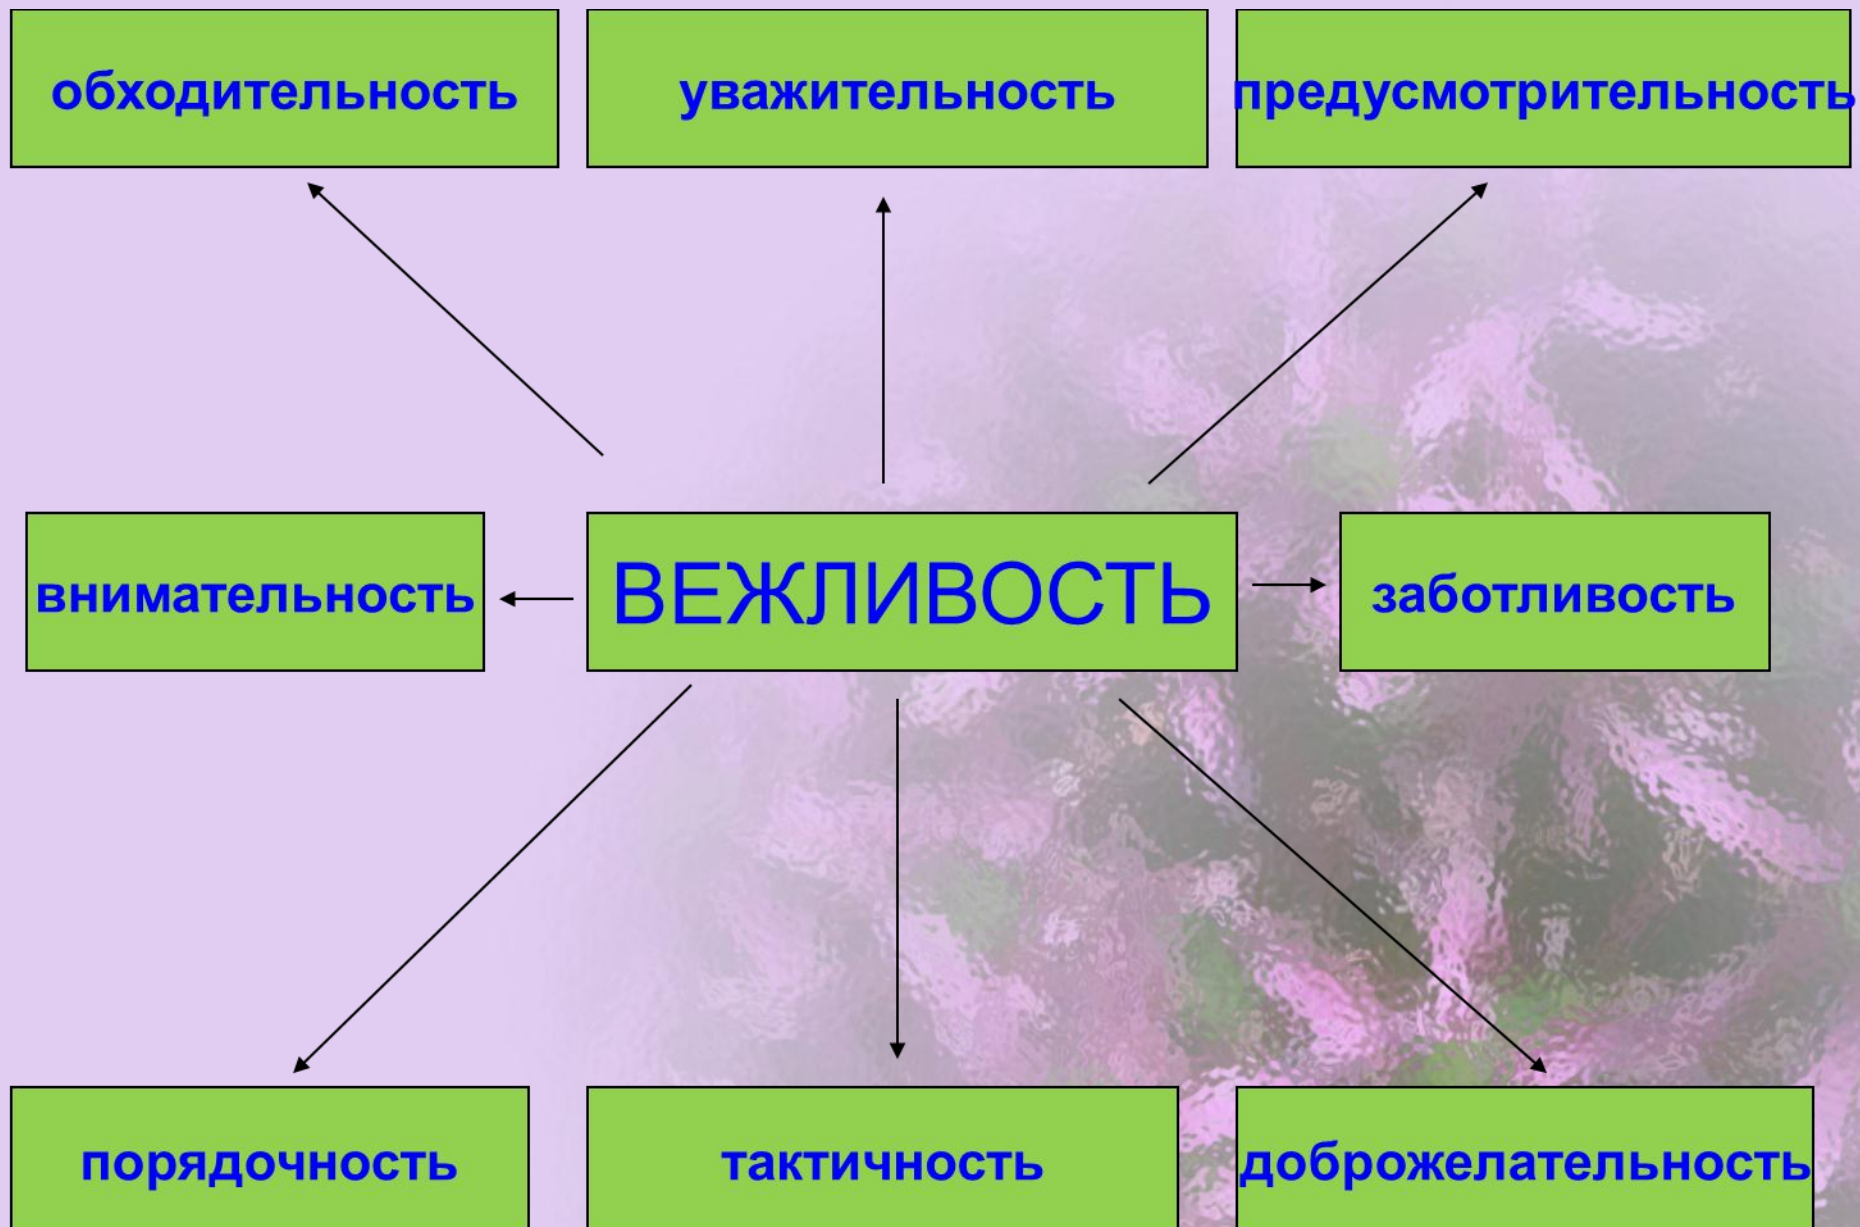 обходительность
уважительность
предусмотрительность
внимательность
ВЕЖЛИВОСТЬ
заботливость
порядочность
тактичность
доброжелательность